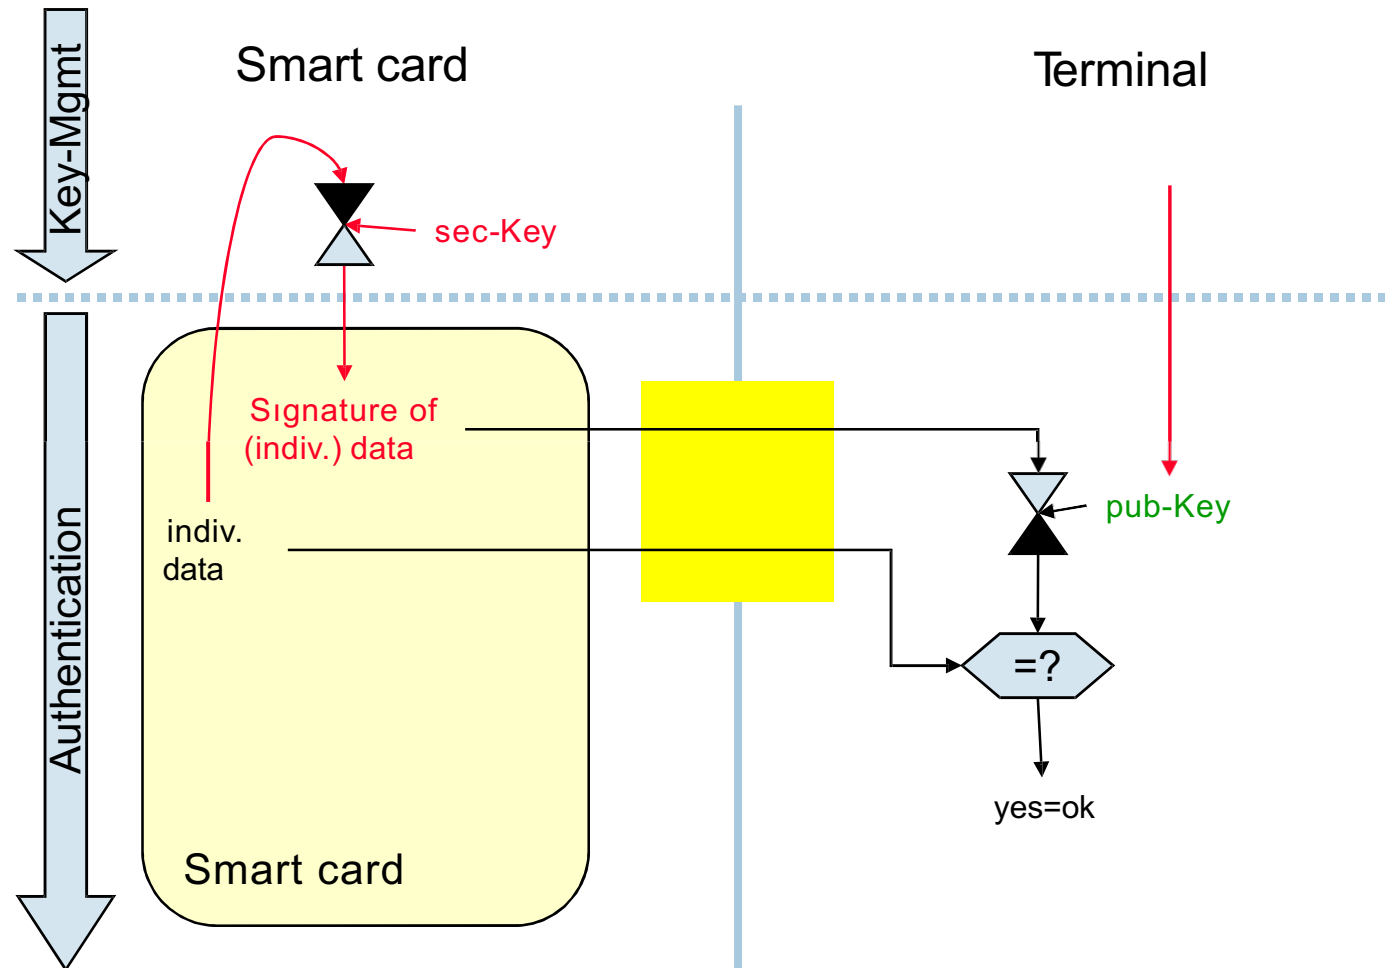 Key-Mgmt
Smart card
Terminal
sec-Key
Sıgnature of
(indiv.) data
pub-Key
indiv.
data
Authentication
=?
yes=ok
Smart card